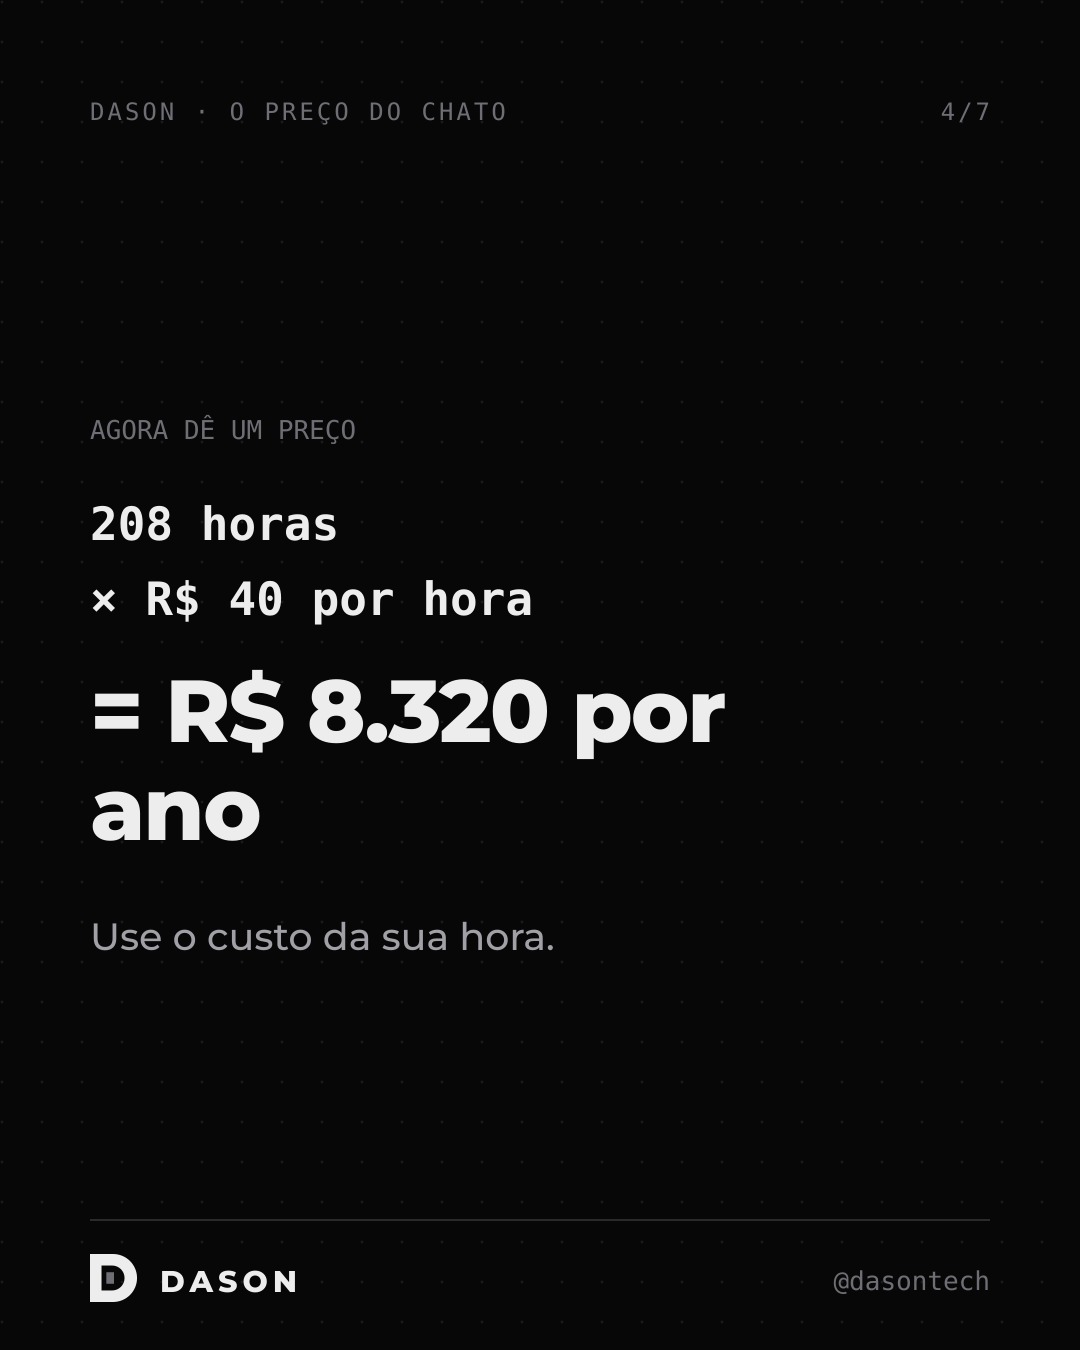 DASON · O PREÇO DO CHATO
4/7
AGORA DÊ UM PREÇO
208 horas
× R$ 40 por hora
= R$ 8.320 por
ano
Use o custo da sua hora.
DASON
@dasontech